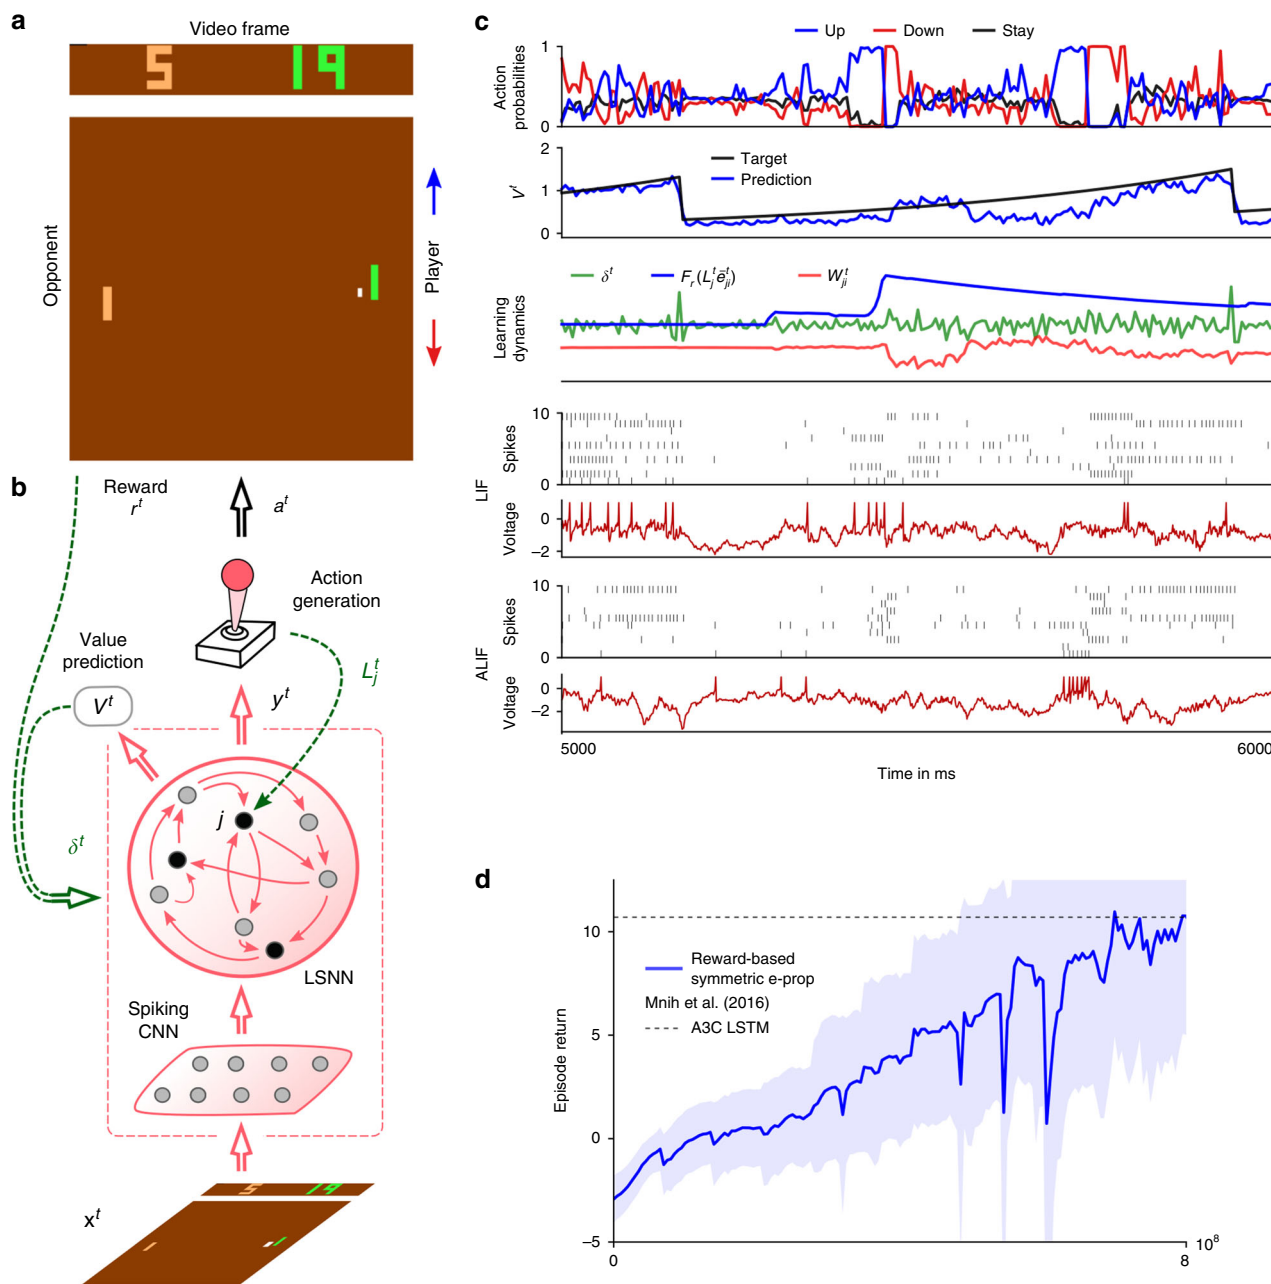 a
Video frame
5 19
Opponent
Player
b
Reward
r^t
a^t
Action
generation
Value
prediction
L_j^t
V^t
y^t
δ^t
j
LSNN
Spiking
CNN
5 19
x^t
c
Up Down Stay
Action
probabilities
1
0
Target
Prediction
V^t
2
1
0
δ^t F_r(L_j^t ē_ji^t) W_ji^t
Learning
dynamics
LIF
Spikes
10
0
Voltage
0
−2
ALIF
Spikes
10
0
Voltage
0
−2
5000 6000
Time in ms
d
Episode return
10
5
0
−5
Reward-based
symmetric e-prop
Mnih et al. (2016)
A3C LSTM
0 8
10^8